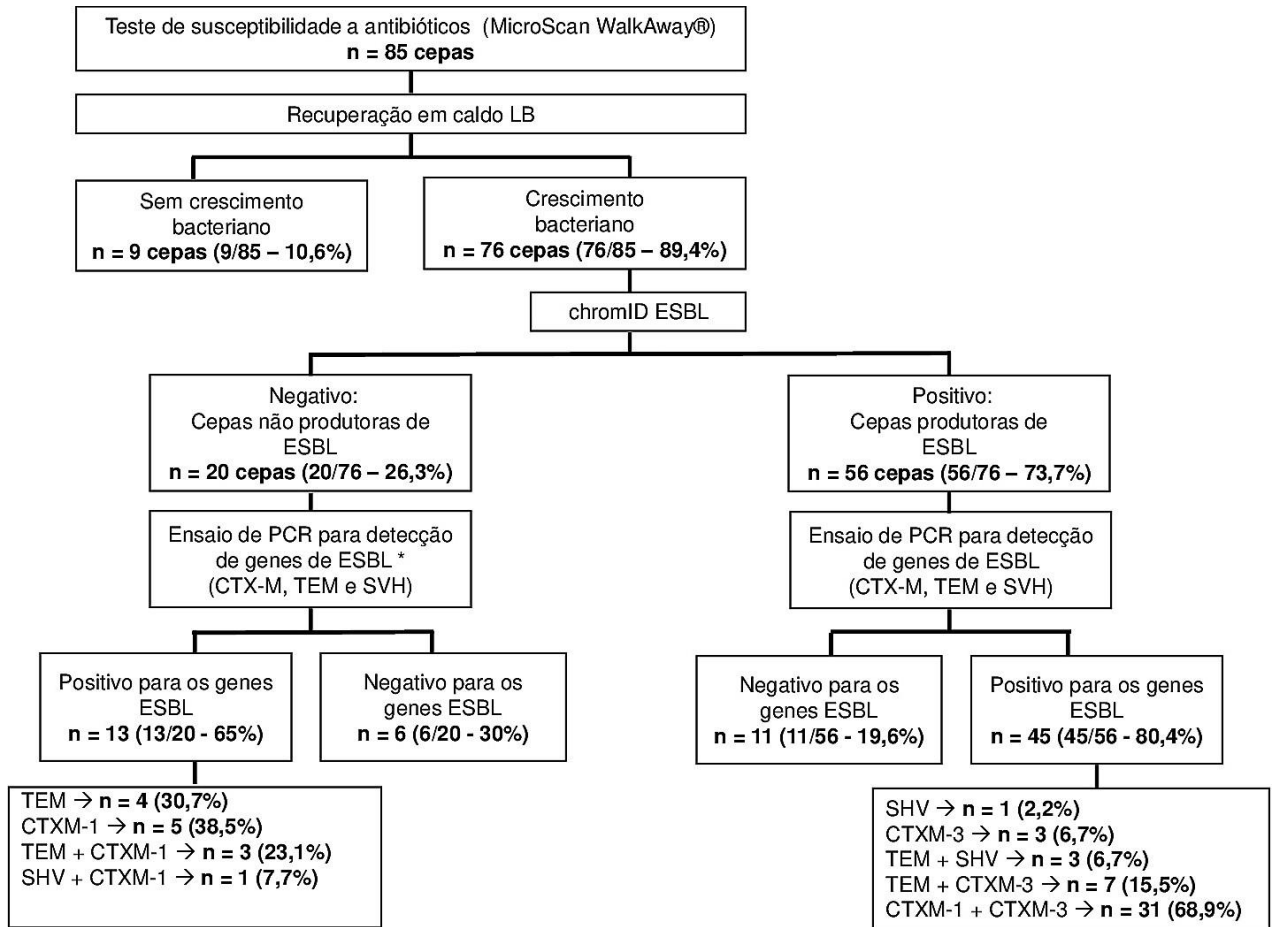 Teste de susceptibilidade a antibióticos (MicroScan WalkAway®)
n = 85 cepas
Recuperação em caldo LB
Sem crescimento
bacteriano
n = 9 cepas (9/85 – 10,6%)
Crescimento
bacteriano
n = 76 cepas (76/85 – 89,4%)
chromID ESBL
Negativo:
Cepas não produtoras de
ESBL
n = 20 cepas (20/76 – 26,3%)
Positivo:
Cepas produtoras de
ESBL
n = 56 cepas (56/76 – 73,7%)
Ensaio de PCR para detecção
de genes de ESBL *
(CTX-M, TEM e SVH)
Ensaio de PCR para detecção
de genes de ESBL
(CTX-M, TEM e SVH)
Positivo para os genes
ESBL
n = 13 (13/20 - 65%)
Negativo para os
genes ESBL
n = 6 (6/20 - 30%)
Negativo para os
genes ESBL
n = 11 (11/56 - 19,6%)
Positivo para os genes
ESBL
n = 45 (45/56 - 80,4%)
TEM → n = 4 (30,7%)
CTXM-1 → n = 5 (38,5%)
TEM + CTXM-1 → n = 3 (23,1%)
SHV + CTXM-1 → n = 1 (7,7%)
SHV → n = 1 (2,2%)
CTXM-3 → n = 3 (6,7%)
TEM + SHV → n = 3 (6,7%)
TEM + CTXM-3 → n = 7 (15,5%)
CTXM-1 + CTXM-3 → n = 31 (68,9%)